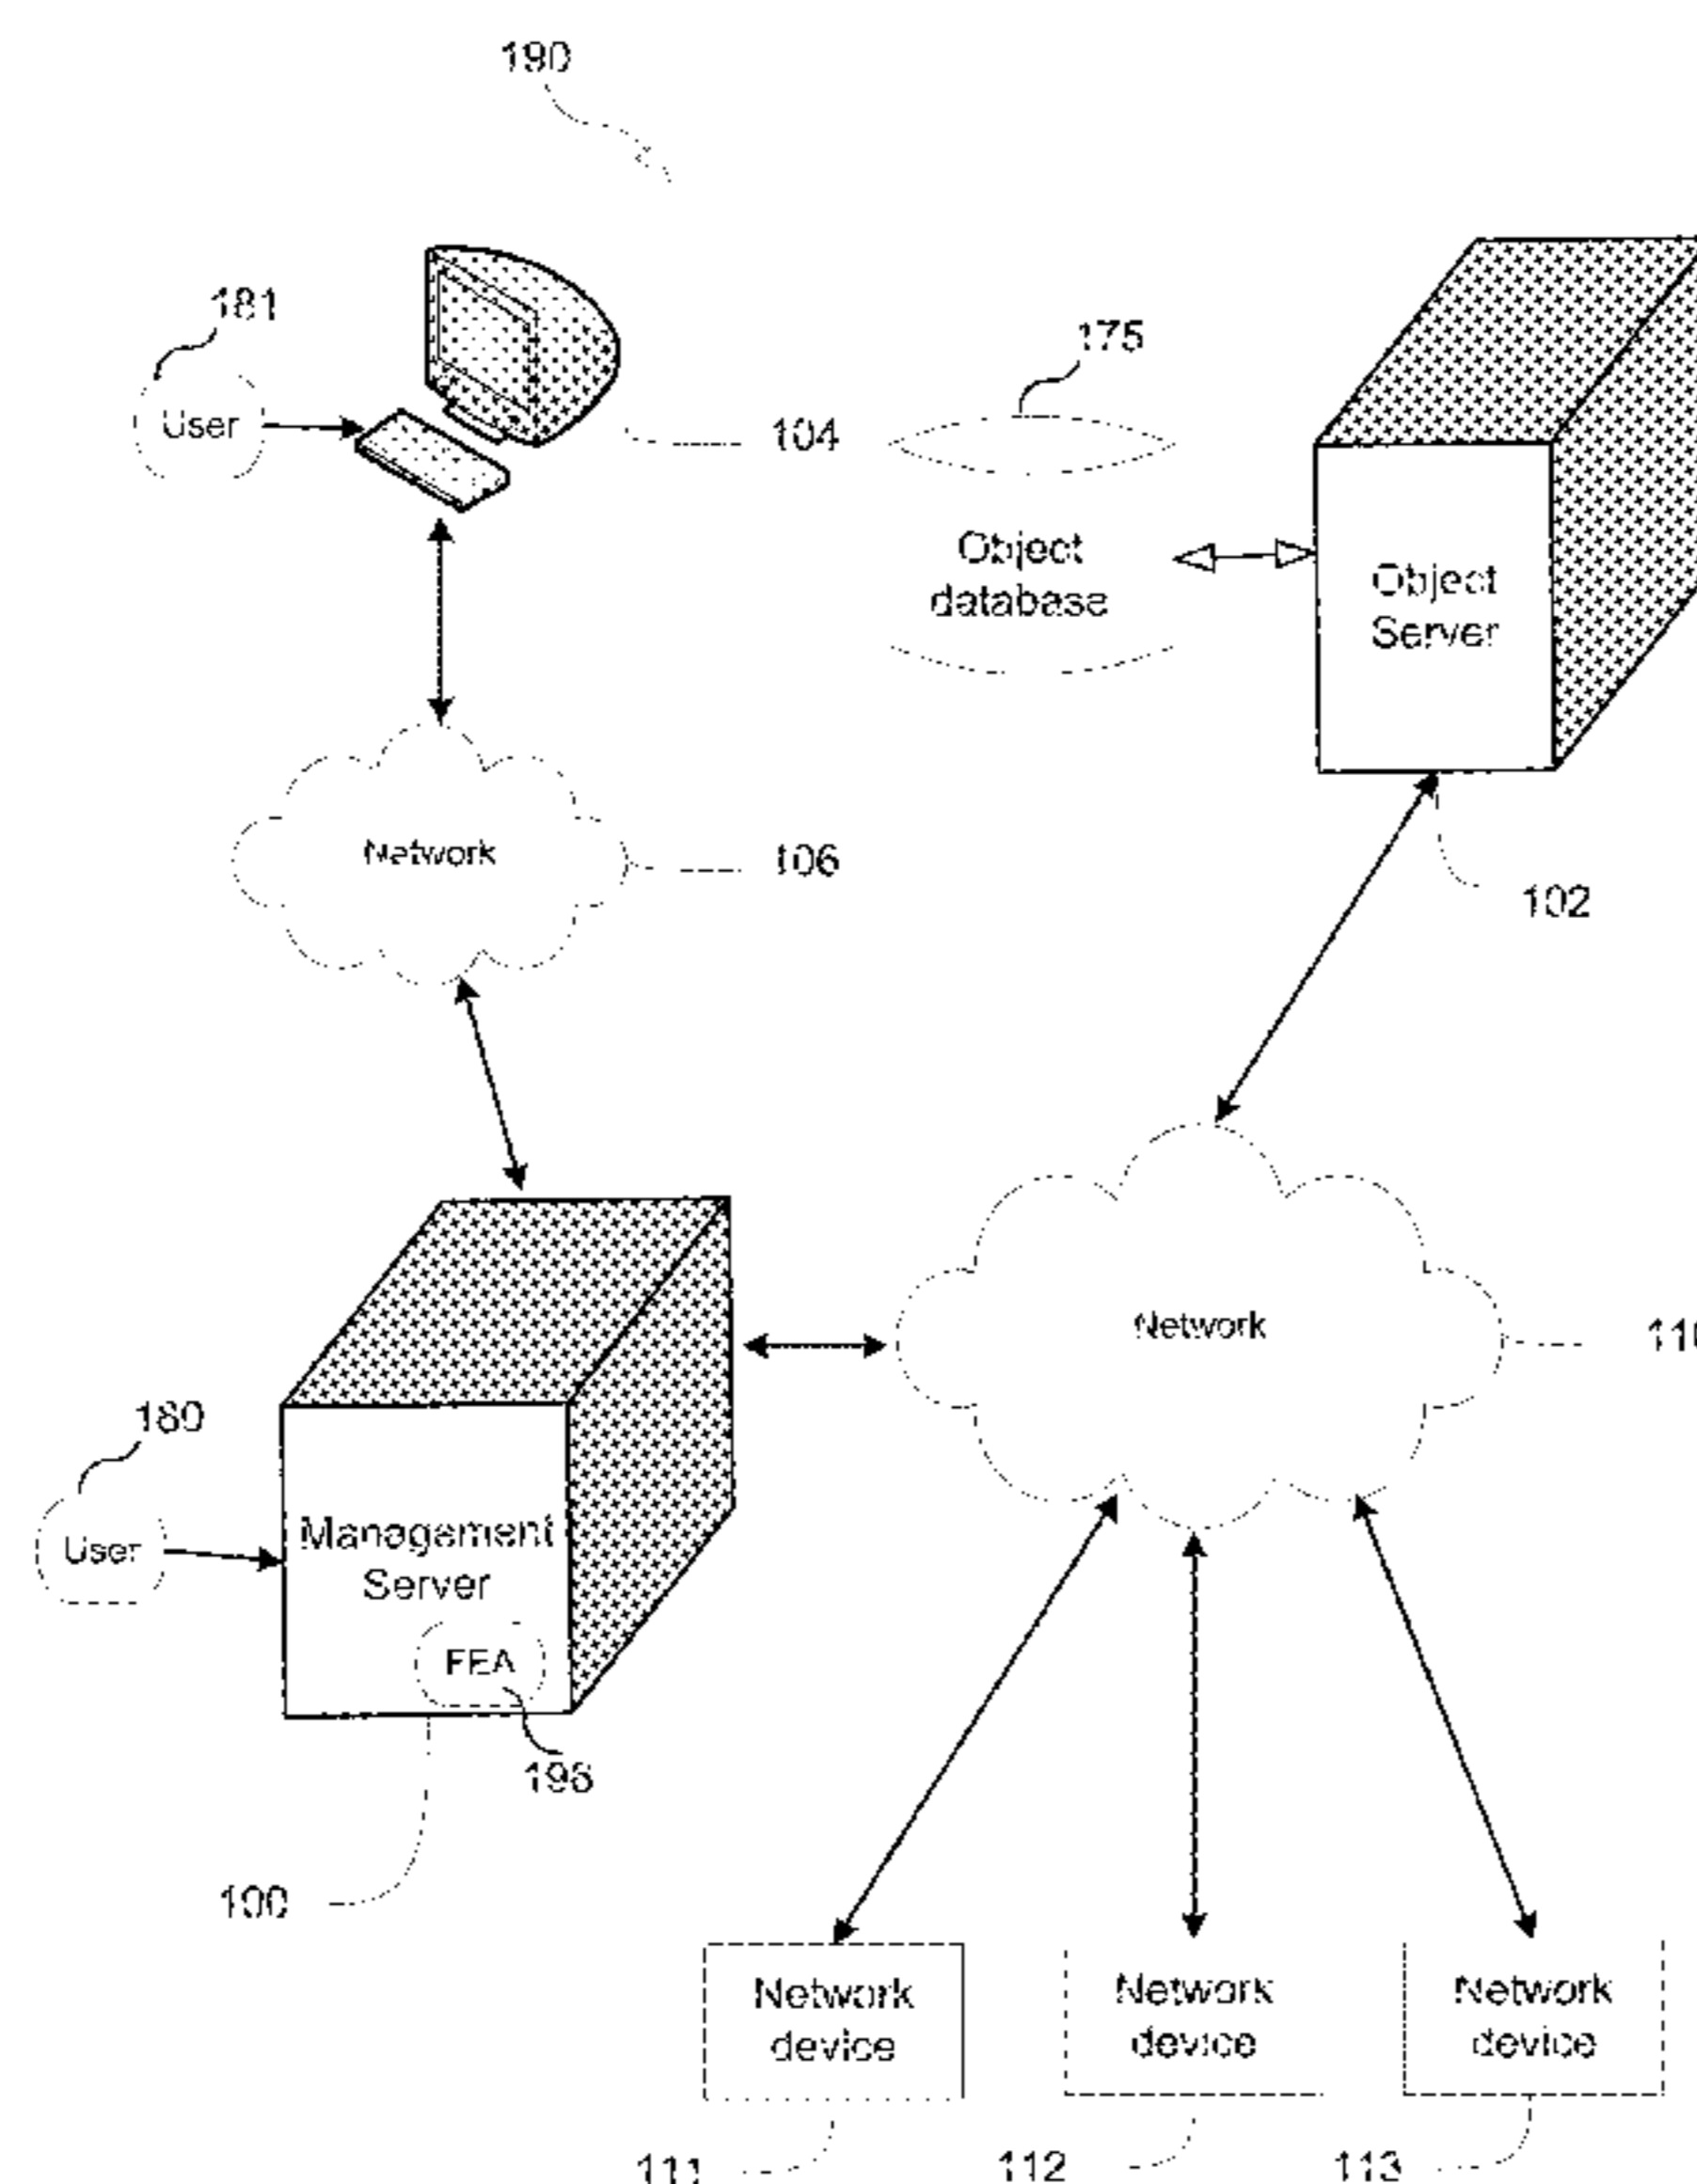 190
181
175
User
104
Object
database
Object
Server
Network
106
102
Network
180
User
Management
Server
FEA
100
Network
device
Network
device
Network
device
111
112
113